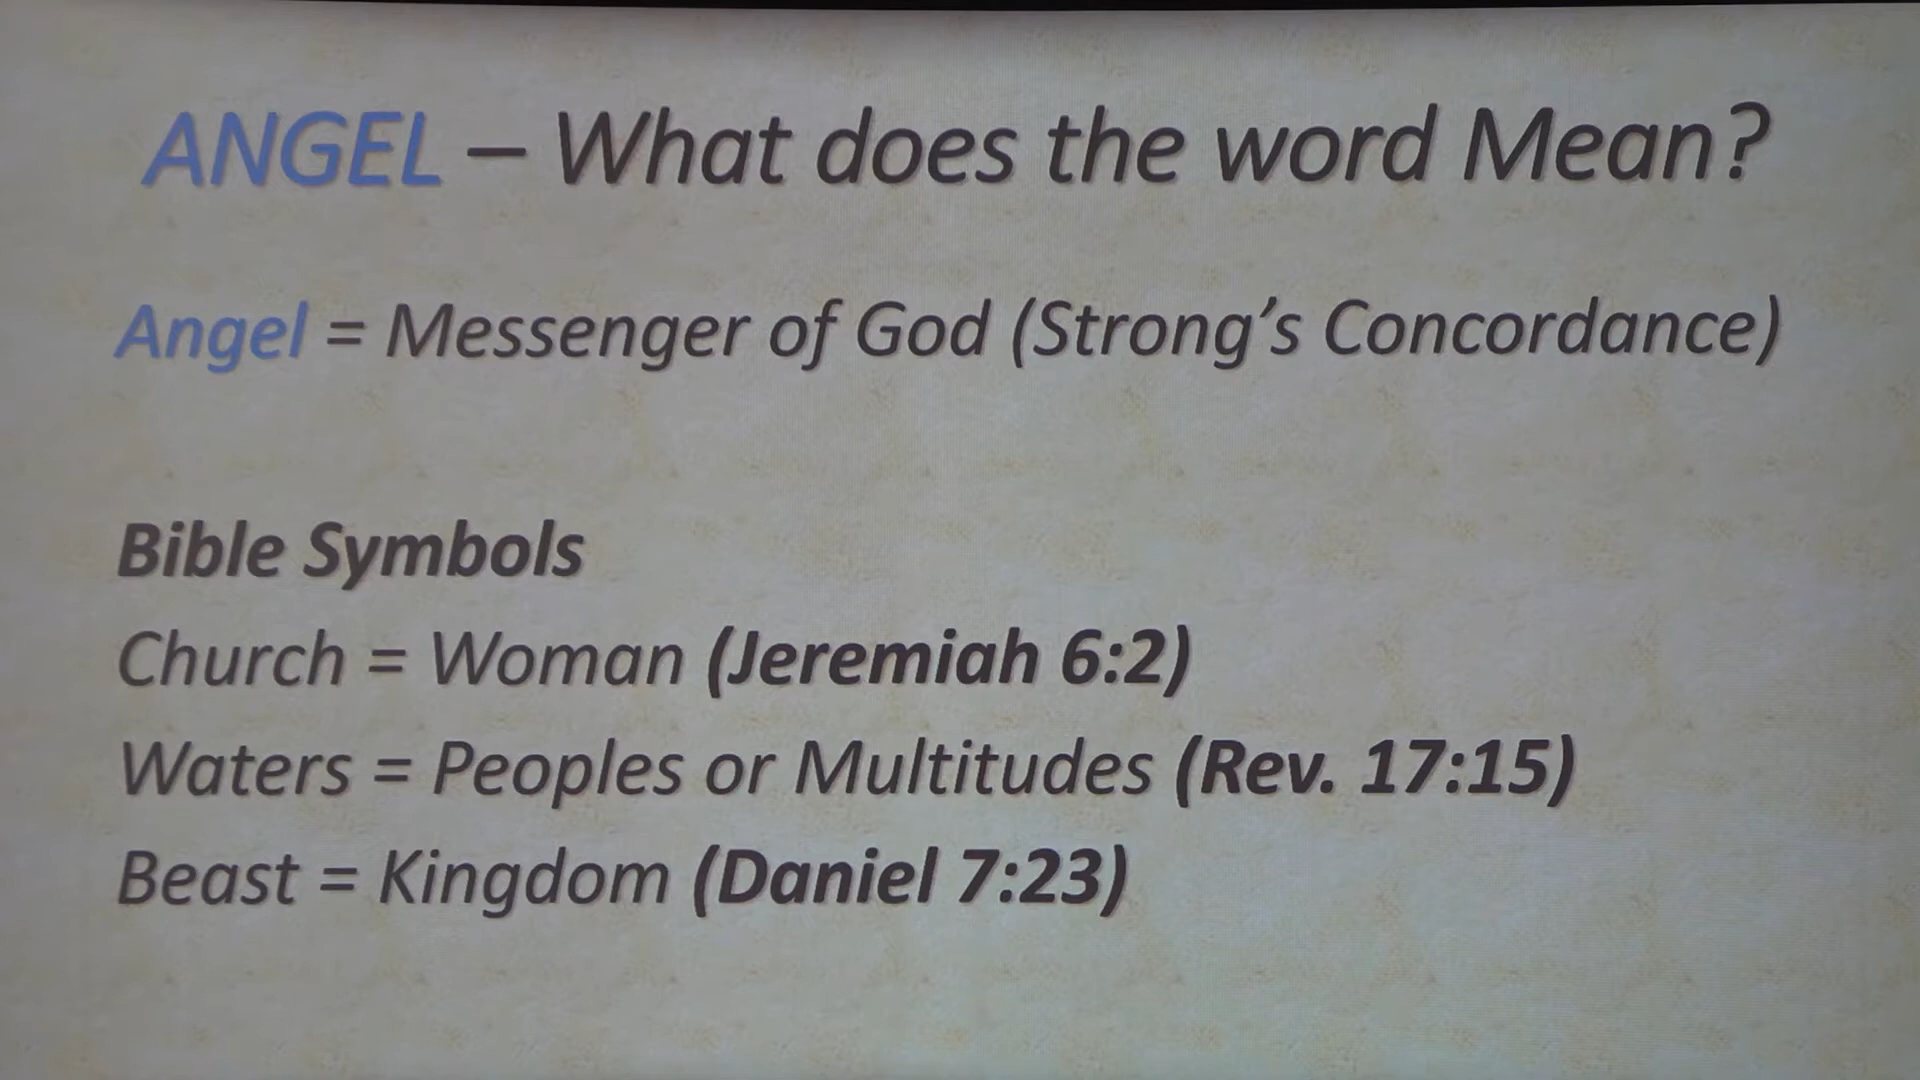 ANGEL – What does the word Mean?
Angel = Messenger of God (Strong's Concordance)
Bible Symbols
Church = Woman (Jeremiah 6:2)
Waters = Peoples or Multitudes (Rev. 17:15)
Beast = Kingdom (Daniel 7:23)